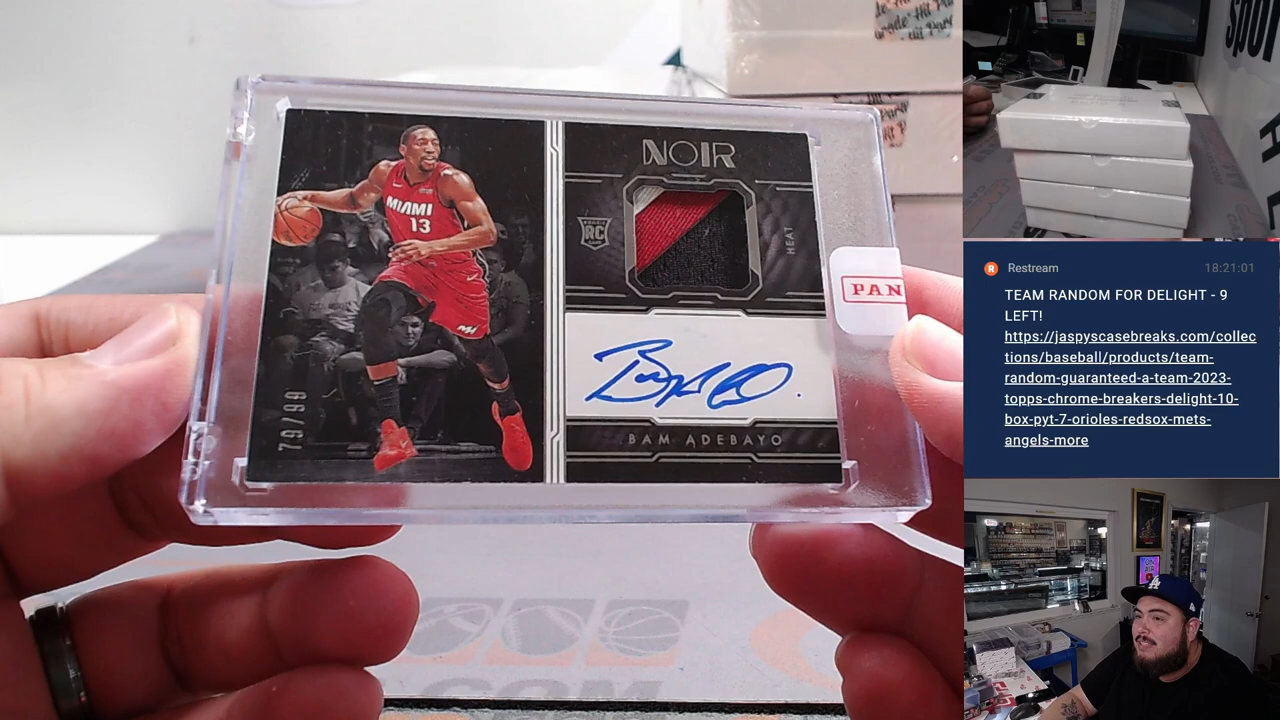 NOIR
RC
HEAT
MIAMI
13
79/99
BAM ADEBAYO
PAN
.COM
Restream 18:21:01
TEAM RANDOM FOR DELIGHT - 9
LEFT!
https://jaspyscasebreaks.com/collec
tions/baseball/products/team-
random-guaranteed-a-team-2023-
topps-chrome-breakers-delight-10-
box-pyt-7-orioles-redsox-mets-
angels-more